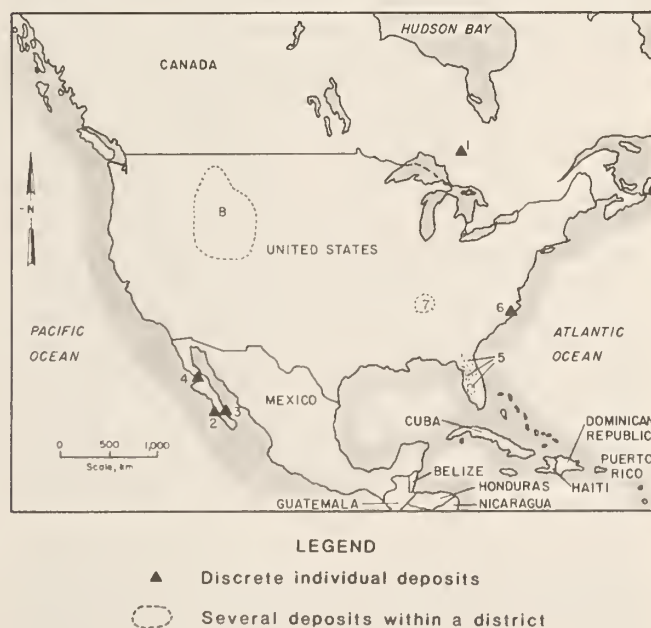 HUDSON BAY
CANADA
1
-N-
8
UNITED STATES
7
6
PACIFIC
OCEAN
ATLANTIC
OCEAN
5
4
MEXICO
2
3
CUBA
DOMINICAN
REPUBLIC
PUERTO
RICO
0 500 1,000
Scale, km
BELIZE
HAITI
HONDURAS
GUATEMALA
NICARAGUA
LEGEND
Discrete individual deposits
Several deposits within a district